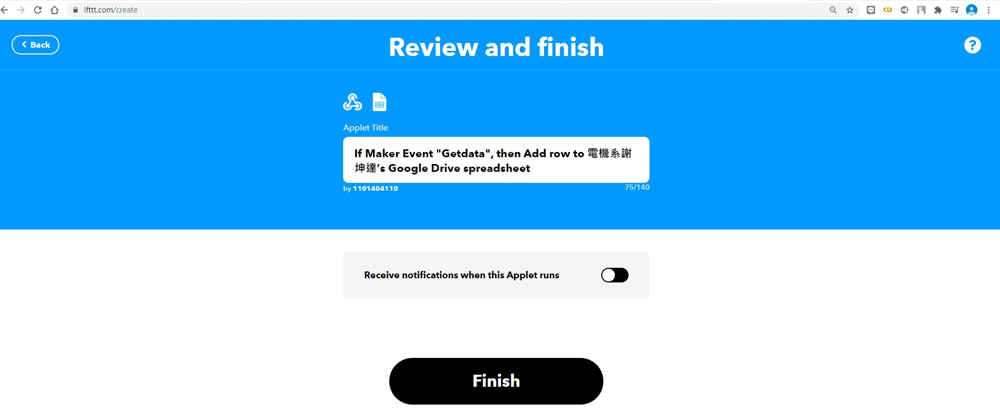 ifttt.com/create
Back
Review and finish
?
Applet Title
If Maker Event "Getdata", then Add row to 電機系謝
坤達’s Google Drive spreadsheet
by 1101404110
75/140
Receive notifications when this Applet runs
Finish